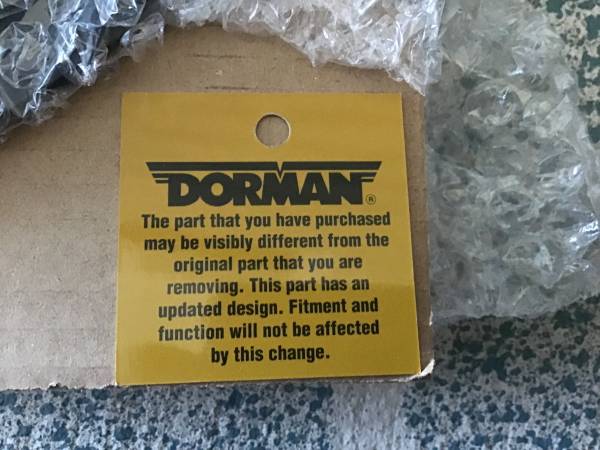 DORMAN®
The part that you have purchased
may be visibly different from the
original part that you are
removing. This part has an
updated design. Fitment and
function will not be affected
by this change.